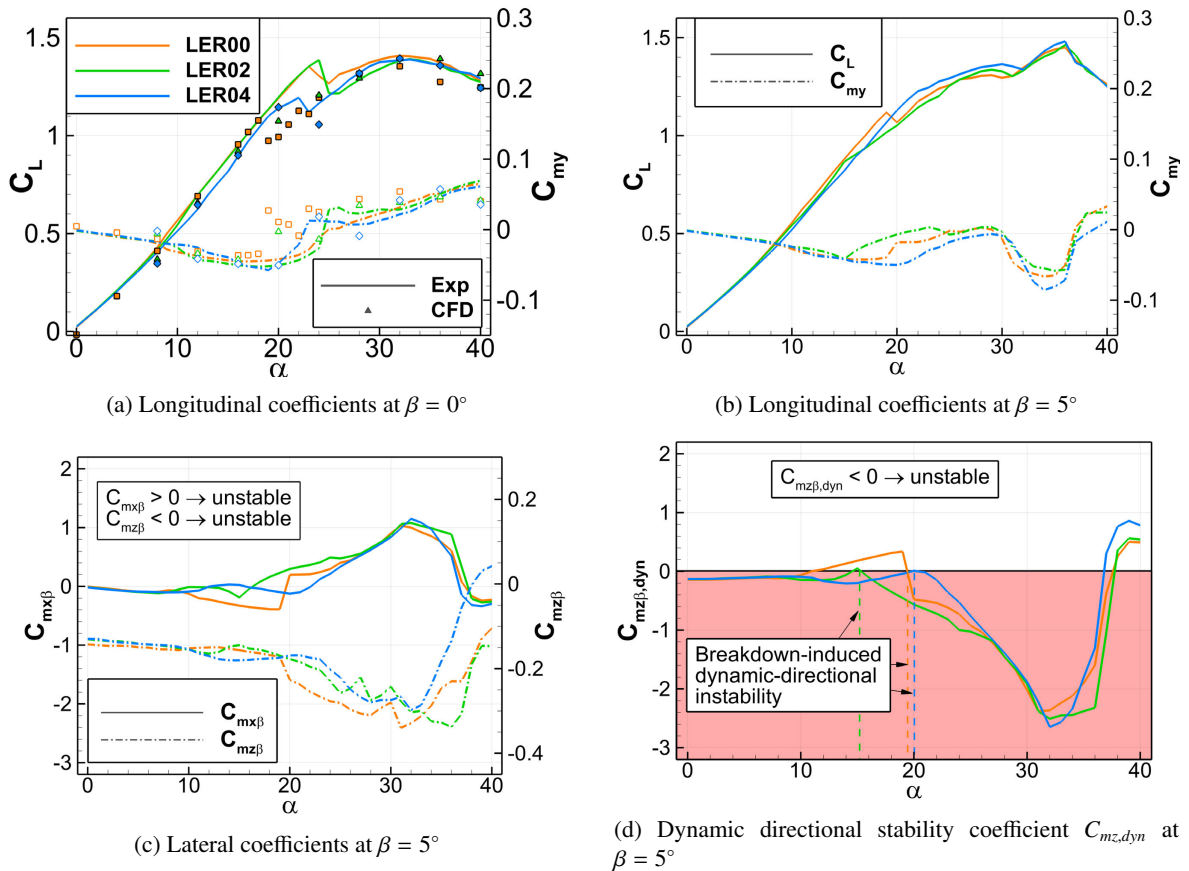 1.5
1
0.5
0
C_L
LER00
LER02
LER04
Exp
CFD
0.3
0.2
0.1
0
-0.1
C_my
0 10 20 30 40
α
(a) Longitudinal coefficients at β = 0°
1.5
1
0.5
0
C_L
C_L
C_my
0.3
0.2
0.1
0
-0.1
C_my
0 10 20 30 40
α
(b) Longitudinal coefficients at β = 5°
2
1
0
-1
-2
-3
C_mxβ
C_mxβ > 0 → unstable
C_mzβ < 0 → unstable
C_mxβ
C_mzβ
0.2
0
-0.2
-0.4
C_mzβ
0 10 20 30 40
α
(c) Lateral coefficients at β = 5°
2
1
0
-1
-2
-3
C_mzβ,dyn
C_mzβ,dyn < 0 → unstable
Breakdown-induced
dynamic-directional
instability
0 10 20 30 40
α
(d) Dynamic directional stability coefficient C_mz,dyn at
β = 5°